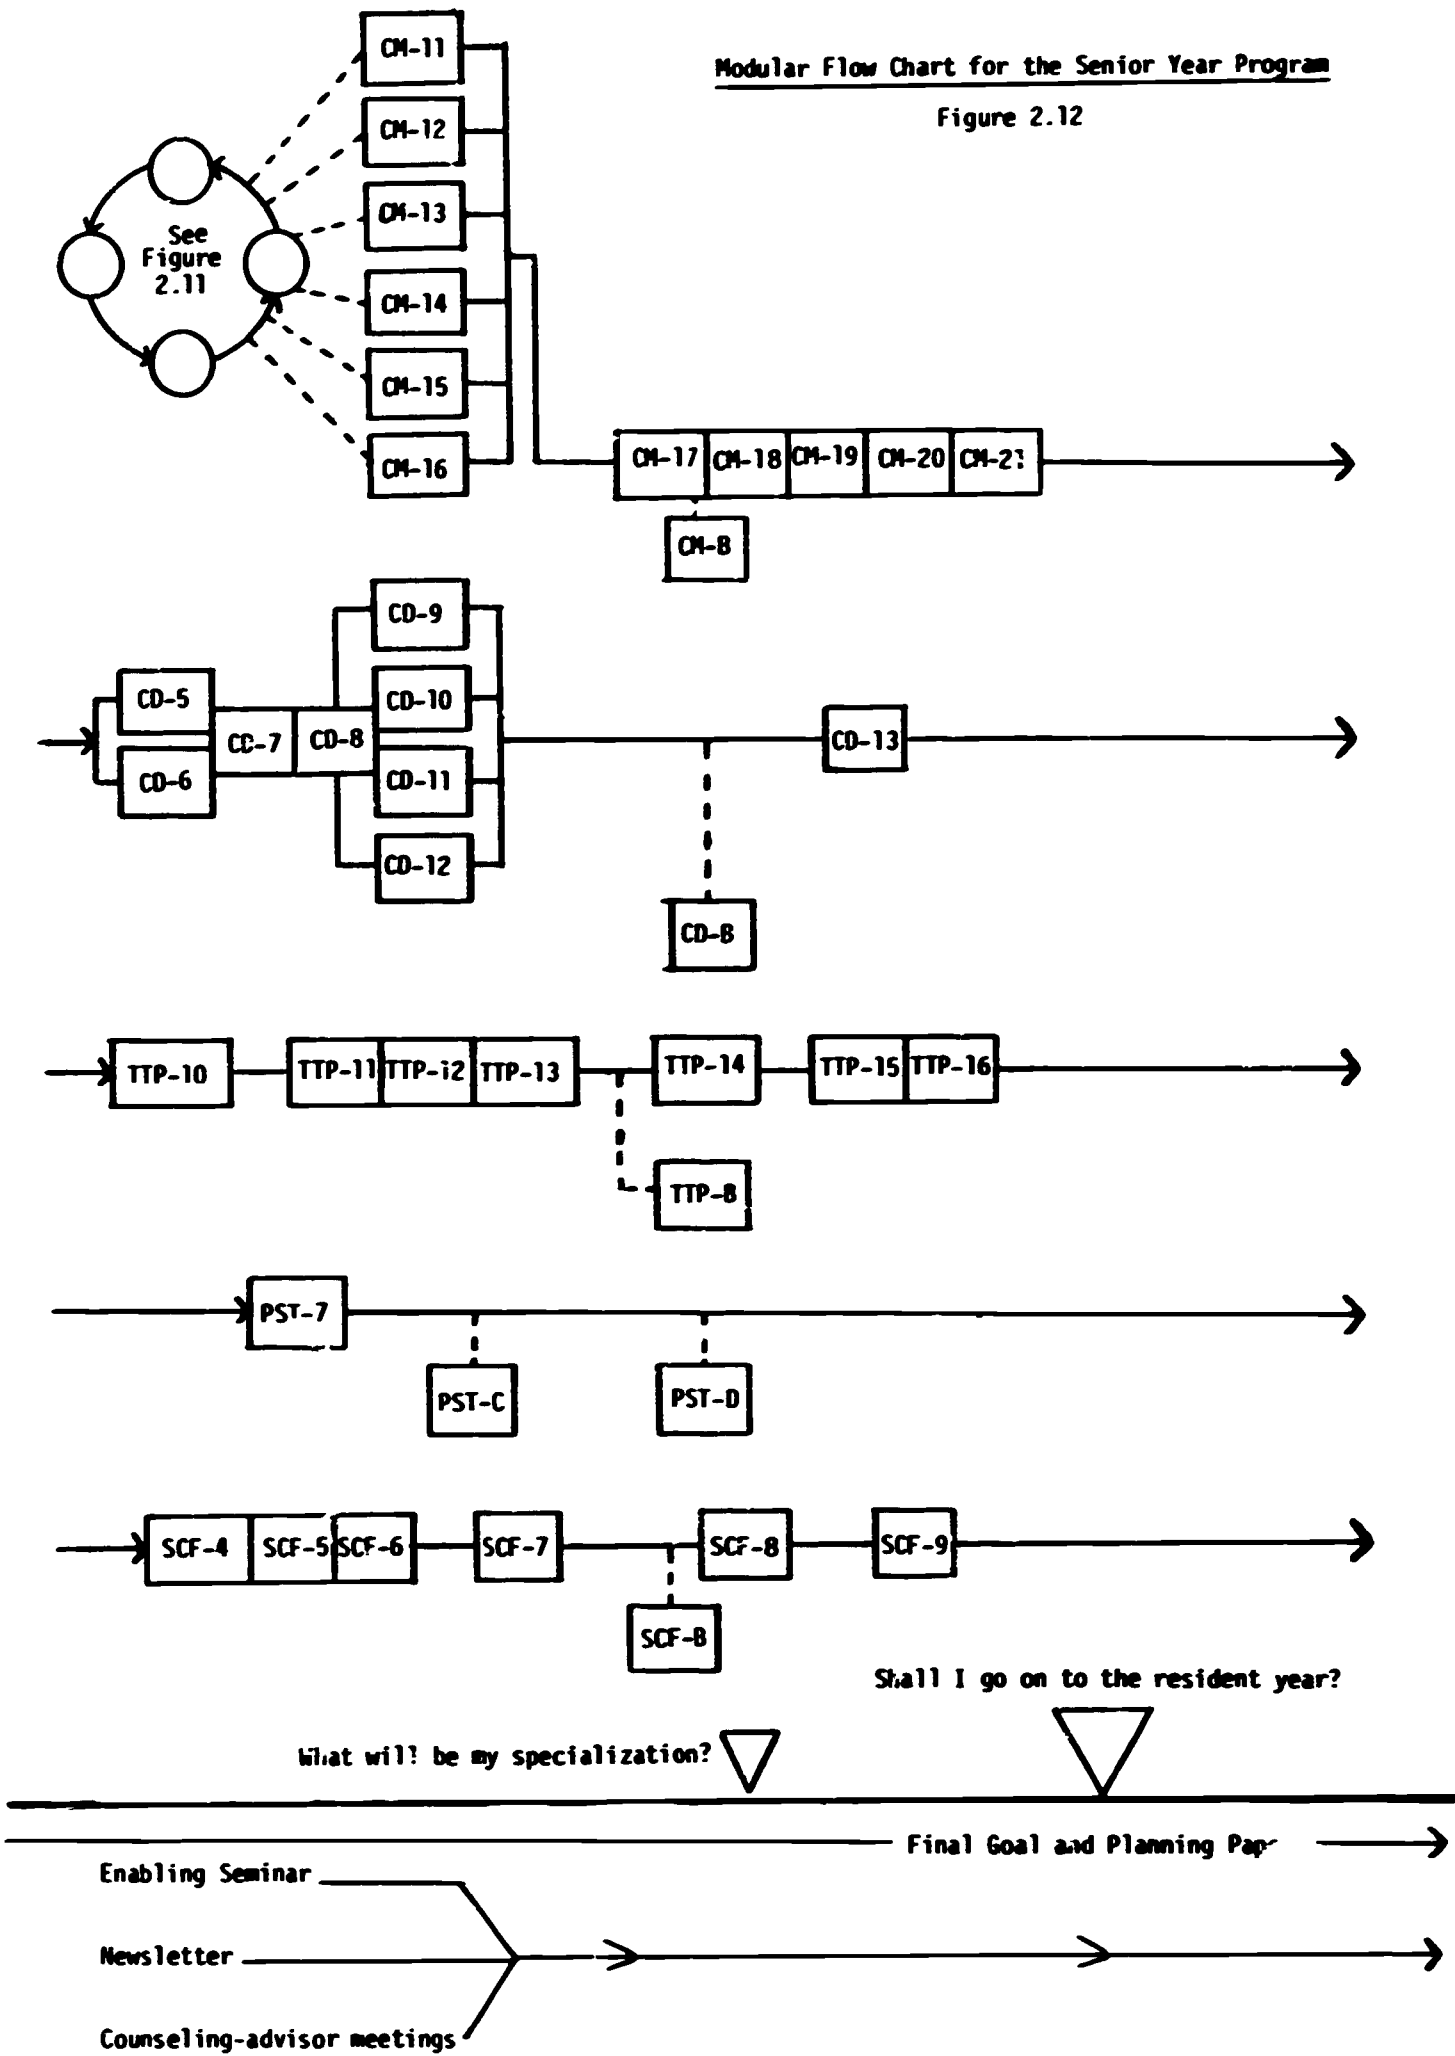 Modular Flow Chart for the Senior Year Program
Figure 2.12
CM-11
CM-12
CM-13
CM-14
CM-15
CM-16
See
Figure
2.11
CM-17 CM-18 CM-19 CM-20 CM-21
CM-B
CD-5
CD-6
CD-7 CD-8
CD-9
CD-10
CD-11
CD-12
CD-13
CD-B
TTP-10 TTP-11 TTP-12 TTP-13 TTP-14 TTP-15 TTP-16
TTP-B
PST-7
PST-C PST-D
SCF-4 SCF-5 SCF-6 SCF-7 SCF-8 SCF-9
SCF-B
Shall I go on to the resident year?
What will be my specialization?
Final Goal and Planning Pap
Enabling Seminar
Newsletter
Counseling-advisor meetings